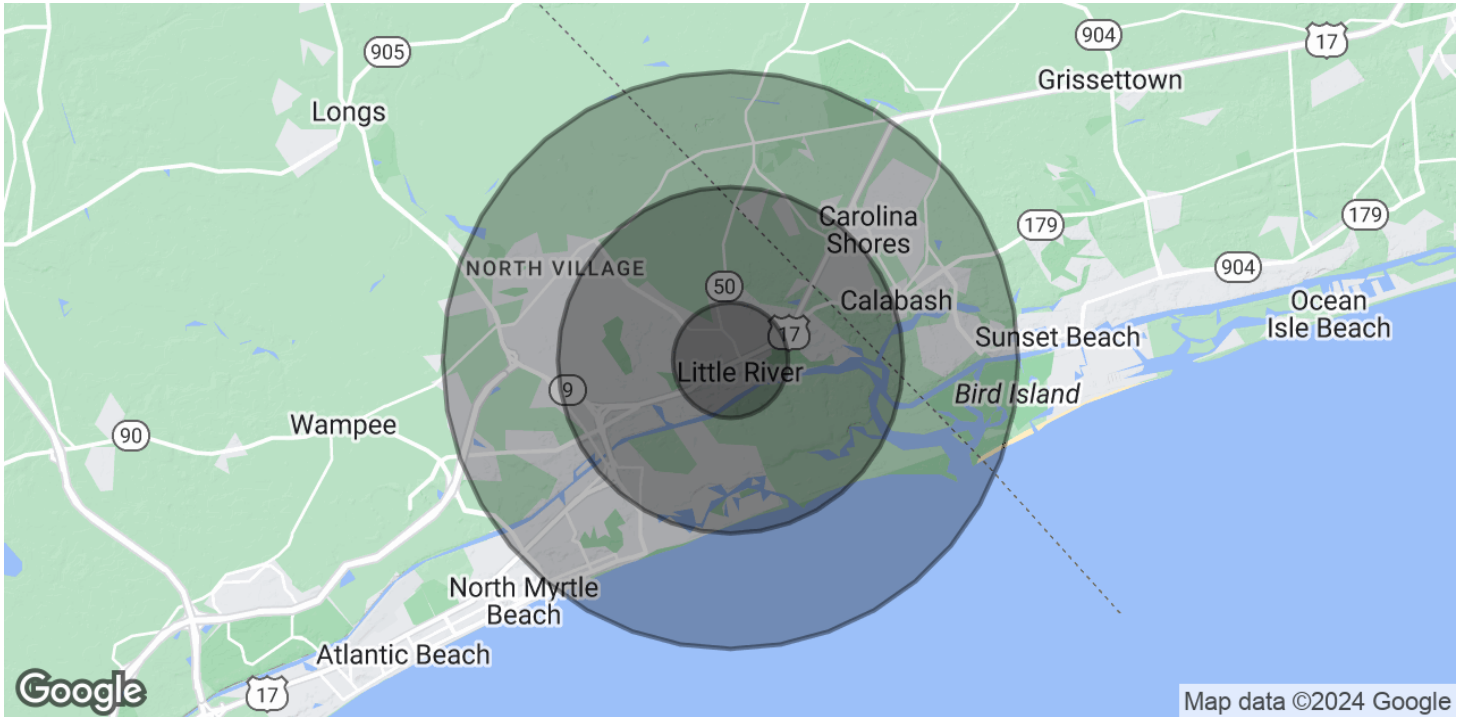 904
17
905
Grissettown
Longs
Carolina
Shores
179
179
NORTH VILLAGE
904
50
Calabash
Ocean
Isle Beach
17
Sunset Beach
Little River
9
Bird Island
Wampee
90
North Myrtle
Beach
Atlantic Beach
Google
17
Map data ©2024 Google